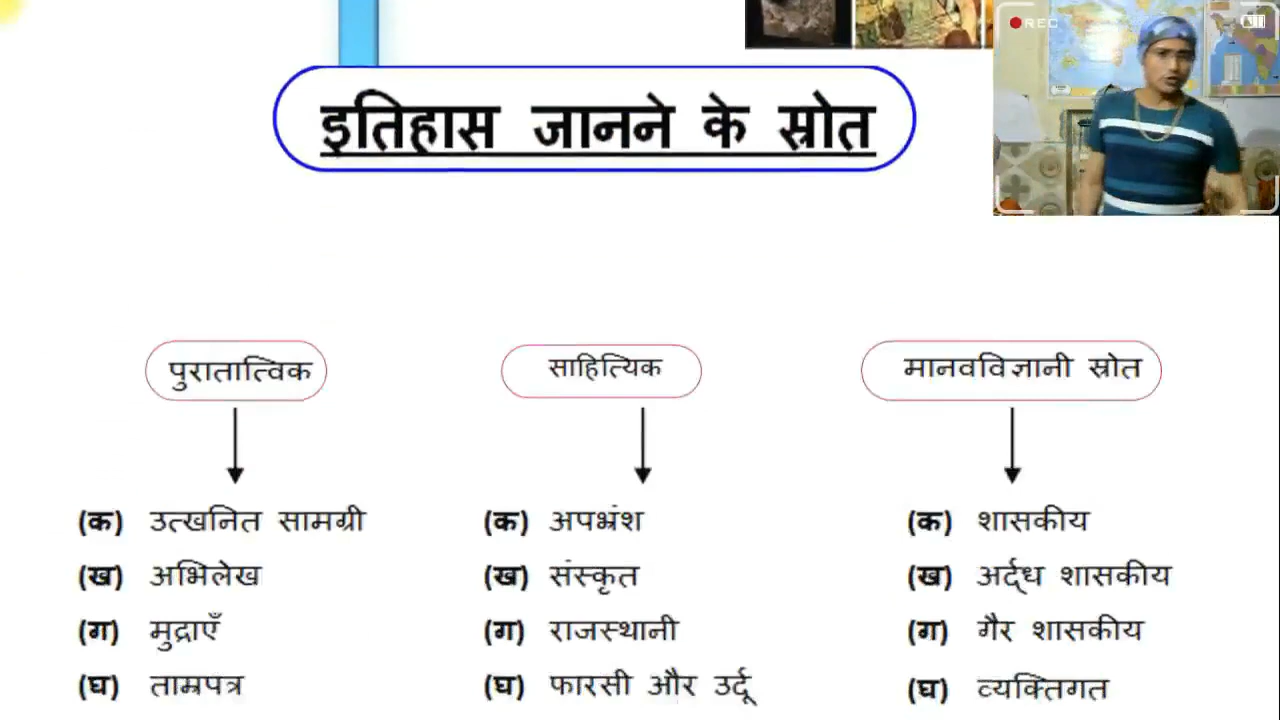 REC
इतिहास जानने के स्रोत
पुरातात्विक
साहित्यिक
मानवविज्ञानी स्रोत
(क) उत्खनित सामग्री
(ख) अभिलेख
(ग) मुद्राएँ
(घ) ताम्रपत्र
(क) अपभ्रंश
(ख) संस्कृत
(ग) राजस्थानी
(घ) फारसी और उर्दू
(क) शासकीय
(ख) अर्द्ध शासकीय
(ग) गैर शासकीय
(घ) व्यक्तिगत